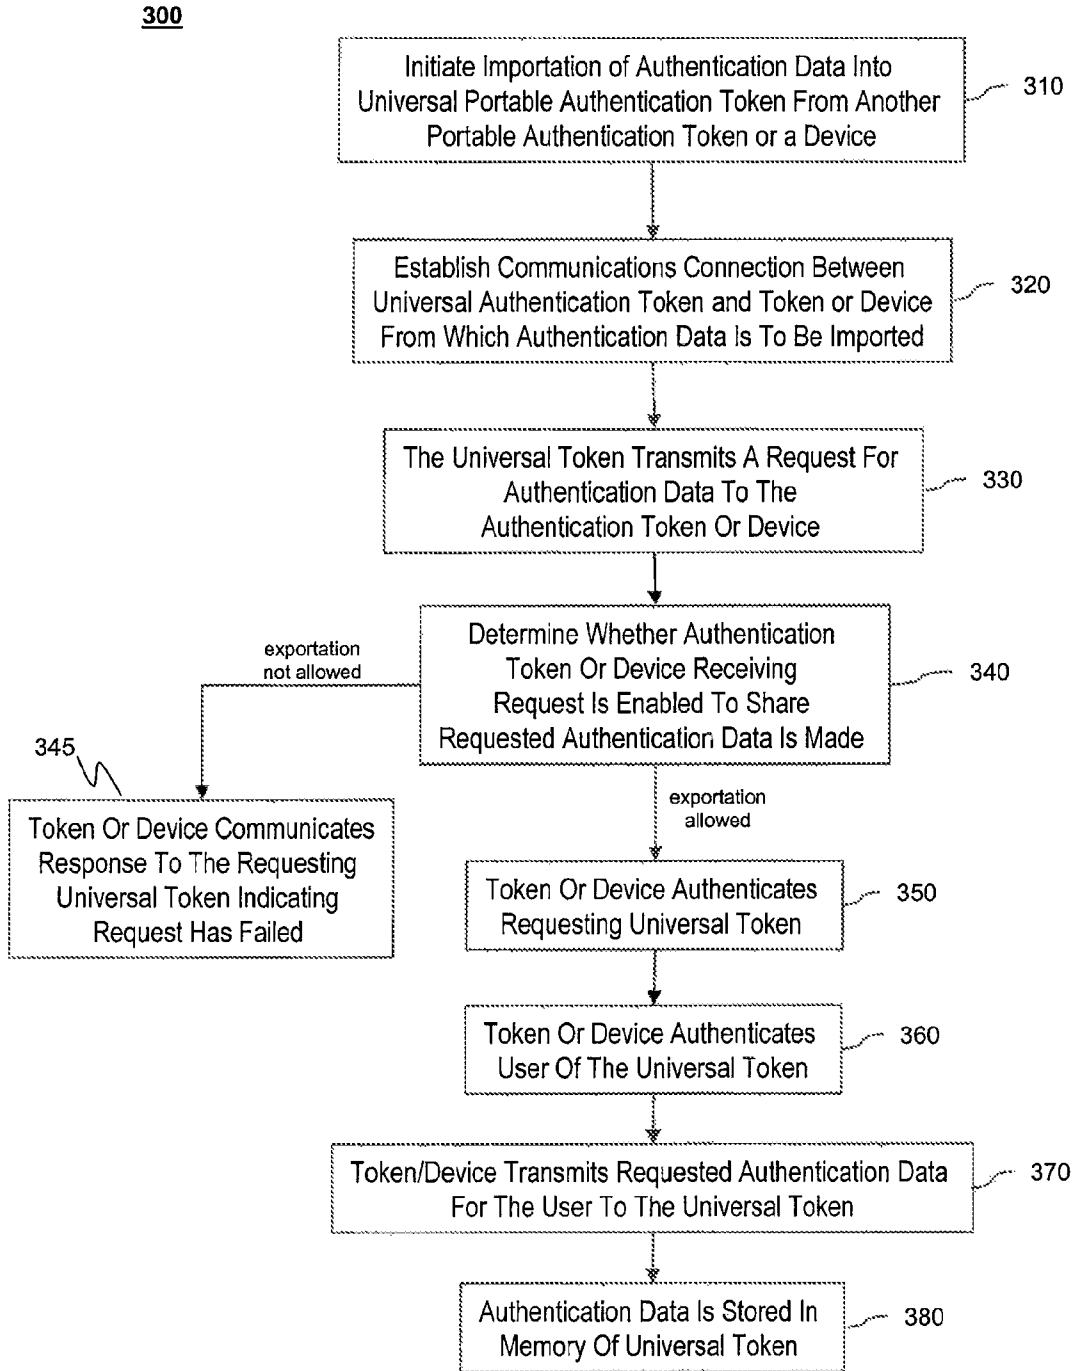 300
Initiate Importation of Authentication Data Into
Universal Portable Authentication Token From Another
Portable Authentication Token or a Device
310
Establish Communications Connection Between
Universal Authentication Token and Token or Device
From Which Authentication Data Is To Be Imported
320
The Universal Token Transmits A Request For
Authentication Data To The
Authentication Token Or Device
330
Determine Whether Authentication
Token Or Device Receiving
Request Is Enabled To Share
Requested Authentication Data Is Made
340
exportation
not allowed
345
Token Or Device Communicates
Response To The Requesting
Universal Token Indicating
Request Has Failed
exportation
allowed
Token Or Device Authenticates
Requesting Universal Token
350
Token Or Device Authenticates
User Of The Universal Token
360
Token/Device Transmits Requested Authentication Data
For The User To The Universal Token
370
Authentication Data Is Stored In
Memory Of Universal Token
380